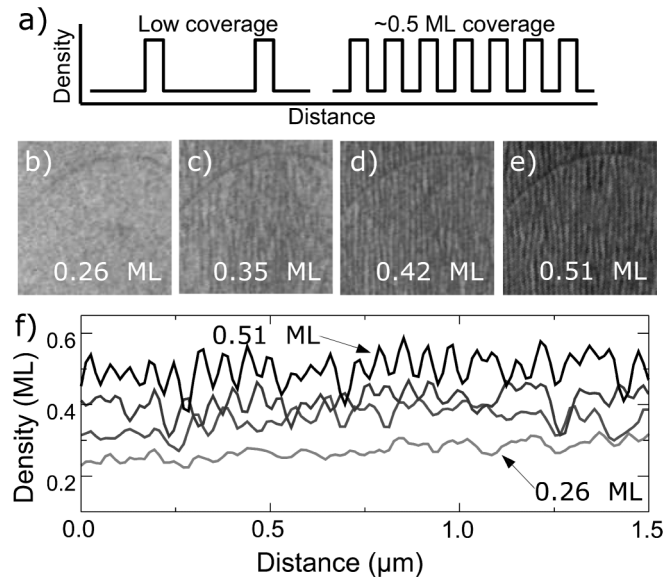 a)
Low coverage
~0.5 ML coverage
Density
Distance
b)
c)
d)
e)
0.26 ML
0.35 ML
0.42 ML
0.51 ML
f)
0.6
0.51 ML
0.4
Density (ML)
0.2
0.26 ML
0.0
0.5
1.0
1.5
Distance (μm)